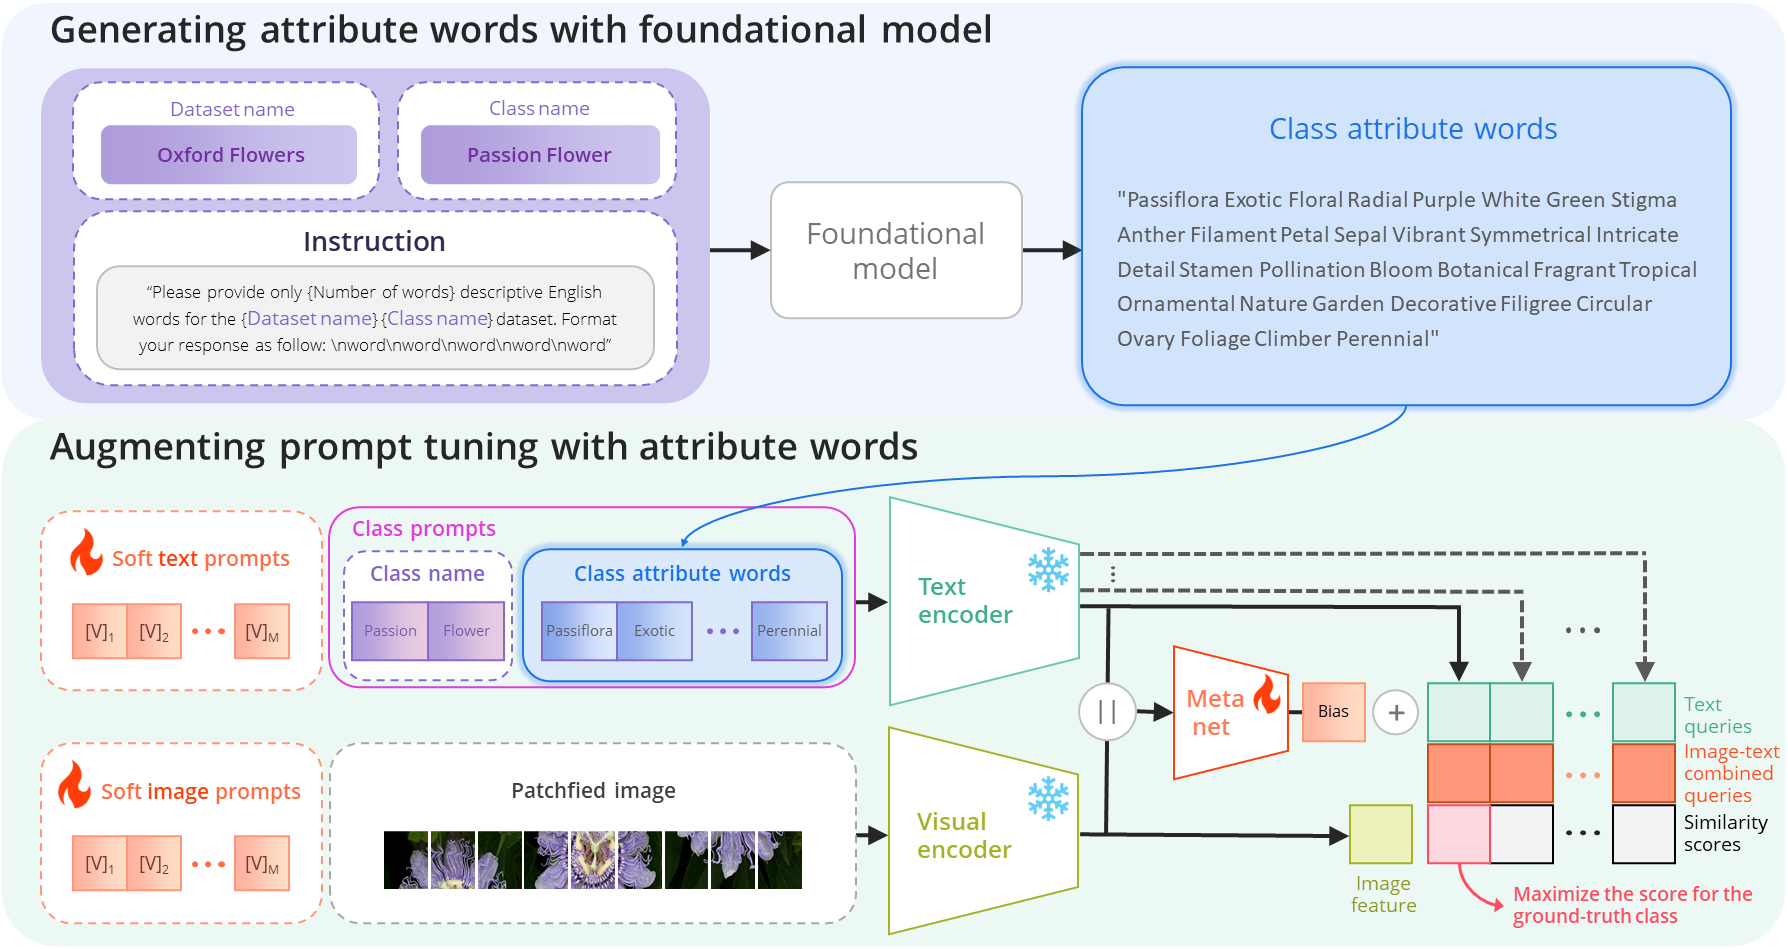 Generating attribute words with foundational model
Dataset name
Oxford Flowers
Class name
Passion Flower
Instruction
“Please provide only {Number of words} descriptive English
words for the {Dataset name} {Class name} dataset. Format
your response as follow: \nword\nword\nword\nword\nword”
Foundational
model
Class attribute words
"Passiflora Exotic Floral Radial Purple White Green Stigma
Anther Filament Petal Sepal Vibrant Symmetrical Intricate
Detail Stamen Pollination Bloom Botanical Fragrant Tropical
Ornamental Nature Garden Decorative Filigree Circular
Ovary Foliage Climber Perennial"
Augmenting prompt tuning with attribute words
Soft text prompts
[V]1 [V]2 ••• [V]M
Class prompts
Class name
Passion Flower
Class attribute words
Passiflora Exotic ••• Perennial
Text
encoder
Meta
net
||
Bias
+
•••
•••
Text
queries
•••
Image-text
combined
queries
•••
Similarity
scores
Soft image prompts
[V]1 [V]2 ••• [V]M
Patchfied image
Visual
encoder
Image
feature
Maximize the score for the
ground-truth class